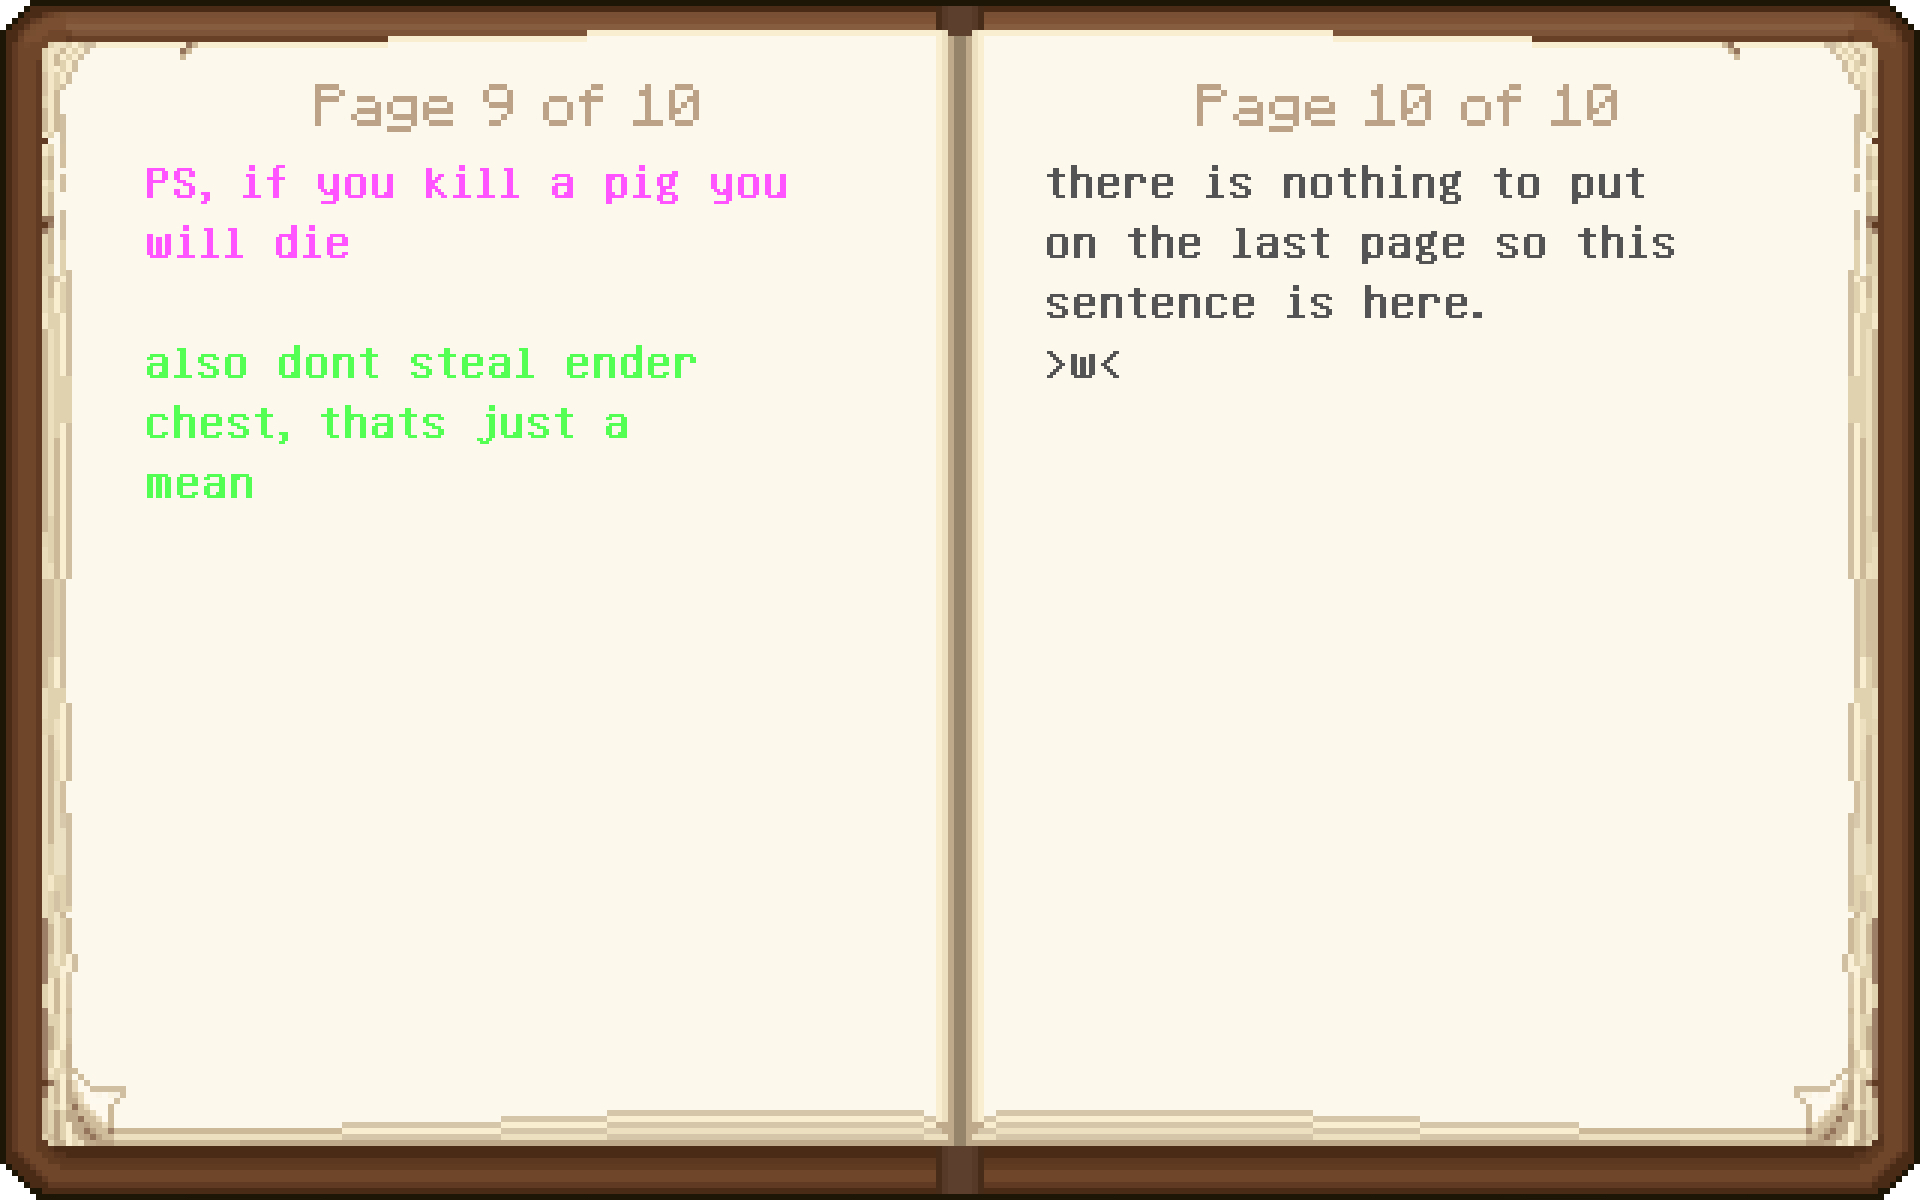 Page 9 of 10
PS, if you kill a pig you
will die
also dont steal ender
chest, thats just a
mean
Page 10 of 10
there is nothing to put
on the last page so this
sentence is here.
>w<